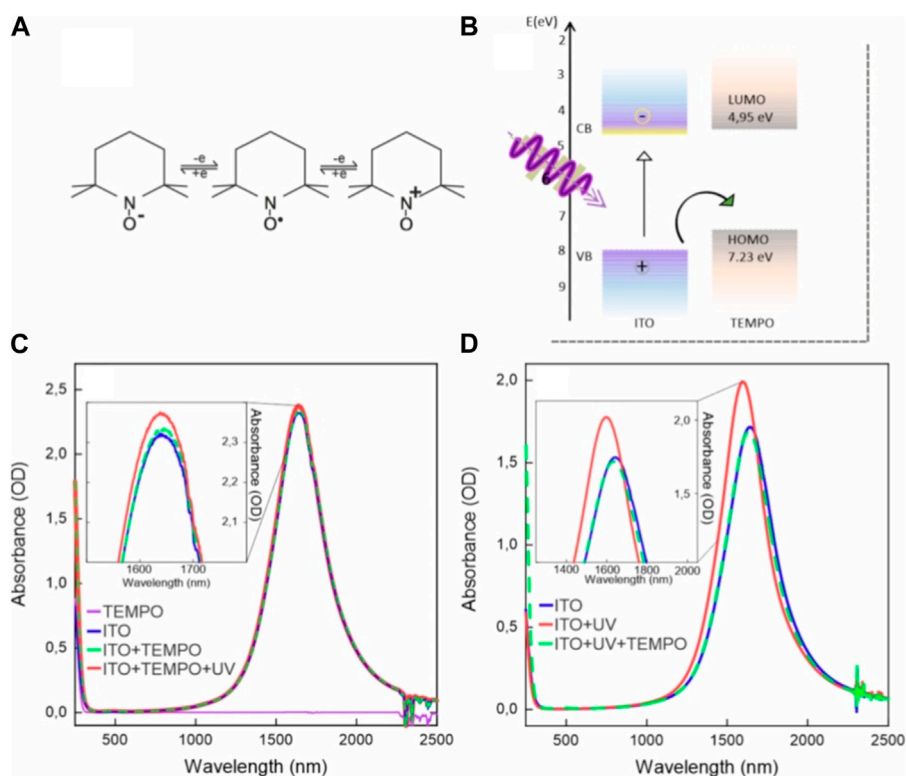 A
-e
+e
-e
+e
N
O-
N
O•
N
+
O
B
E(eV)
2
3
4
5
6
7
8
9
CB
VB
-
+
LUMO
4,95 eV
HOMO
7.23 eV
ITO
TEMPO
C
Absorbance (OD)
2,5
2,0
1,5
1,0
0,5
0,0
500
1000
1500
2000
2500
Wavelength (nm)
2,3
2,2
2,1
Absorbance (OD)
1600
1700
Wavelength (nm)
TEMPO
ITO
ITO+TEMPO
ITO+TEMPO+UV
D
Absorbance (OD)
2,0
1,5
1,0
0,5
0,0
500
1000
1500
2000
2500
Wavelength (nm)
2,0
1,5
Absorbance (OD)
1400
1600
1800
2000
Wavelength (nm)
ITO
ITO+UV
ITO+UV+TEMPO